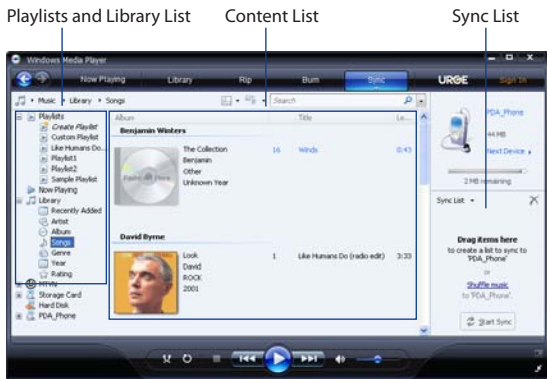 Playlists and Library List
Content List
Sync List
Windows Media Player
Now Playing
Library
Rip
Burn
Sync
URGE
Sign In
Music
Library
Songs
Search
Playlists
Create Playlist
Custom Playlist
Like Humans Do...
Playlist1
Playlist2
Sample Playlist
Now Playing
Library
Recently Added
Artist
Album
Songs
Genre
Year
Rating
MTVN
Storage Card
Hard Disk
PDA_Phone
Album Title Le...
Benjamin Winters
The Collection 16 Winds 0:43
Benjamin
Other
Unknown Year
David Byrne
Look 1 Like Humans Do (radio edit) 3:33
David
ROCK
2001
PDA_Phone
44 MB
Next Device
2 MB remaining
Sync List
Drag items here
to create a list to sync to
'PDA_Phone'
or
Shuffle music
to 'PDA_Phone'.
Start Sync